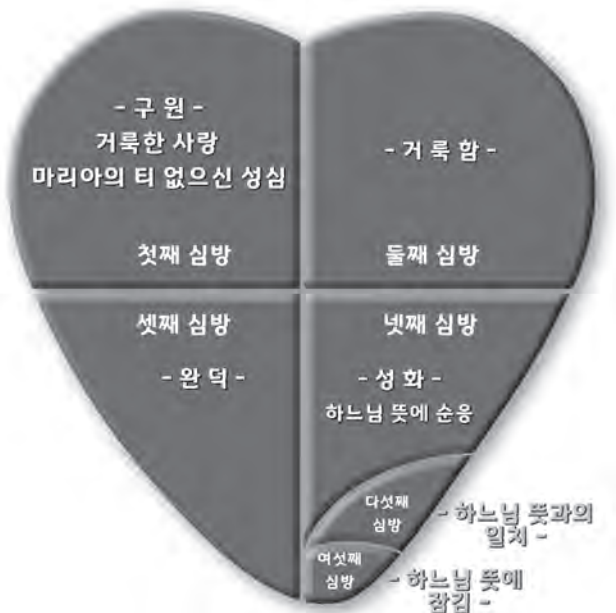 - 구 원 -
거룩한 사랑
마리아의 티 없으신 성심
첫째 심방
- 거 룩 함 -
둘째 심방
셋째 심방
- 완 덕 -
넷째 심방
- 성 화 -
하느님 뜻에 순응
다섯째
심방
- 하느님 뜻과의
일치 -
여섯째
심방
- 하느님 뜻에
잠김 -